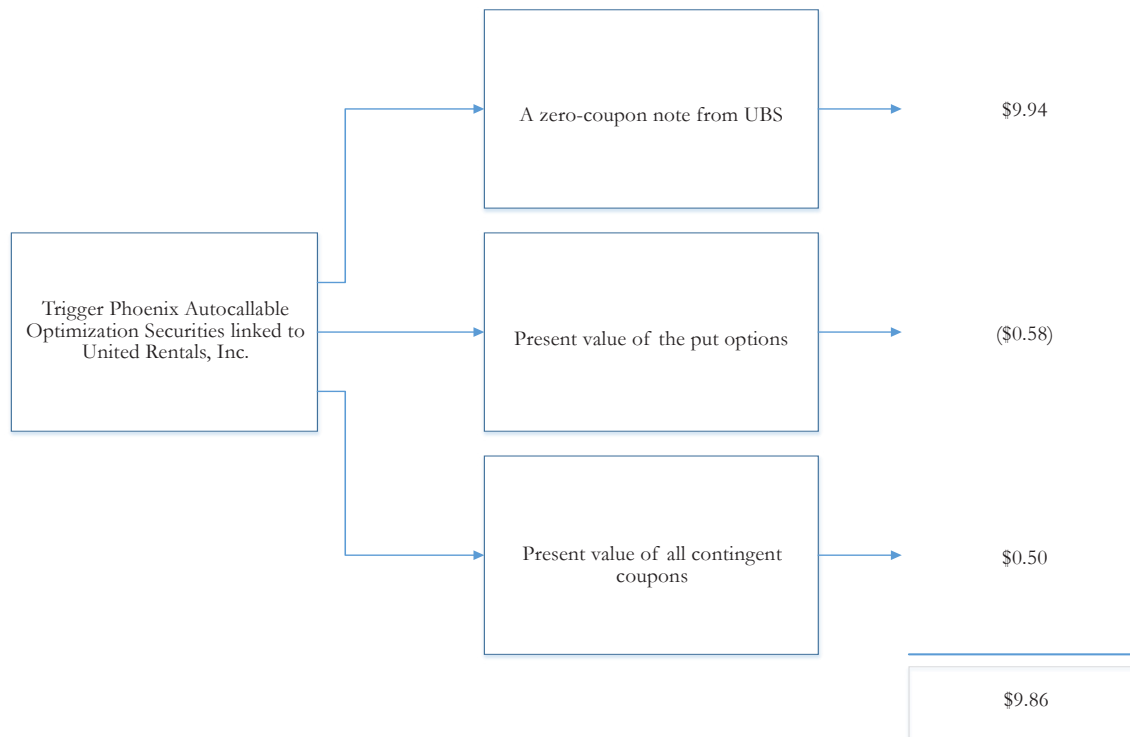 A zero-coupon note from UBS
$9.94
Trigger Phoenix Autocallable
Optimization Securities linked to
United Rentals, Inc.
Present value of the put options
($0.58)
Present value of all contingent
coupons
$0.50
$9.86